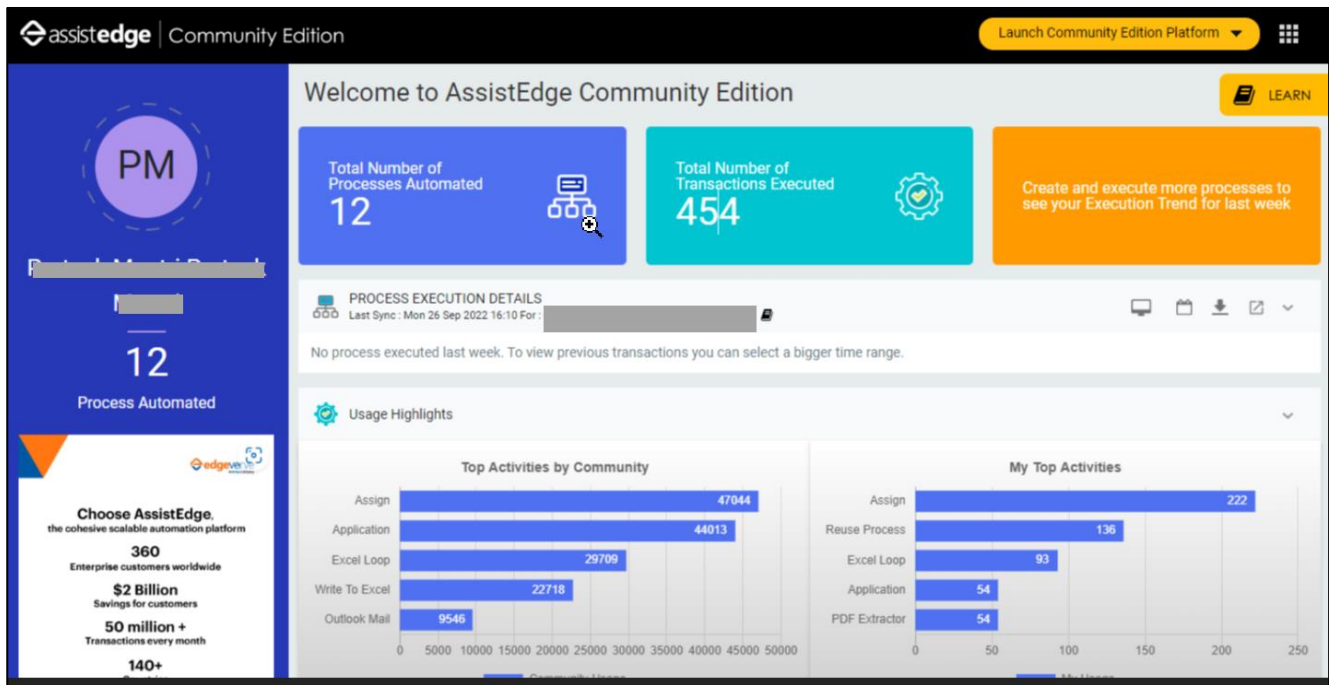 assistedge | Community Edition
Launch Community Edition Platform
PM
12
Process Automated
edgeverve
Choose AssistEdge,
the cohesive scalable automation platform
360
Enterprise customers worldwide
$2 Billion
Savings for customers
50 million +
Transactions every month
140+
Welcome to AssistEdge Community Edition
LEARN
Total Number of
Processes Automated
12
Total Number of
Transactions Executed
454
Create and execute more processes to
see your Execution Trend for last week
PROCESS EXECUTION DETAILS
Last Sync : Mon 26 Sep 2022 16:10 For :
No process executed last week. To view previous transactions you can select a bigger time range.
Usage Highlights
Top Activities by Community
Assign 47044
Application 44013
Excel Loop 29709
Write To Excel 22718
Outlook Mail 9546
0 5000 10000 15000 20000 25000 30000 35000 40000 45000 50000
Community Usage
My Top Activities
Assign 222
Reuse Process 136
Excel Loop 93
Application 54
PDF Extractor 54
0 50 100 150 200 250
My Usage